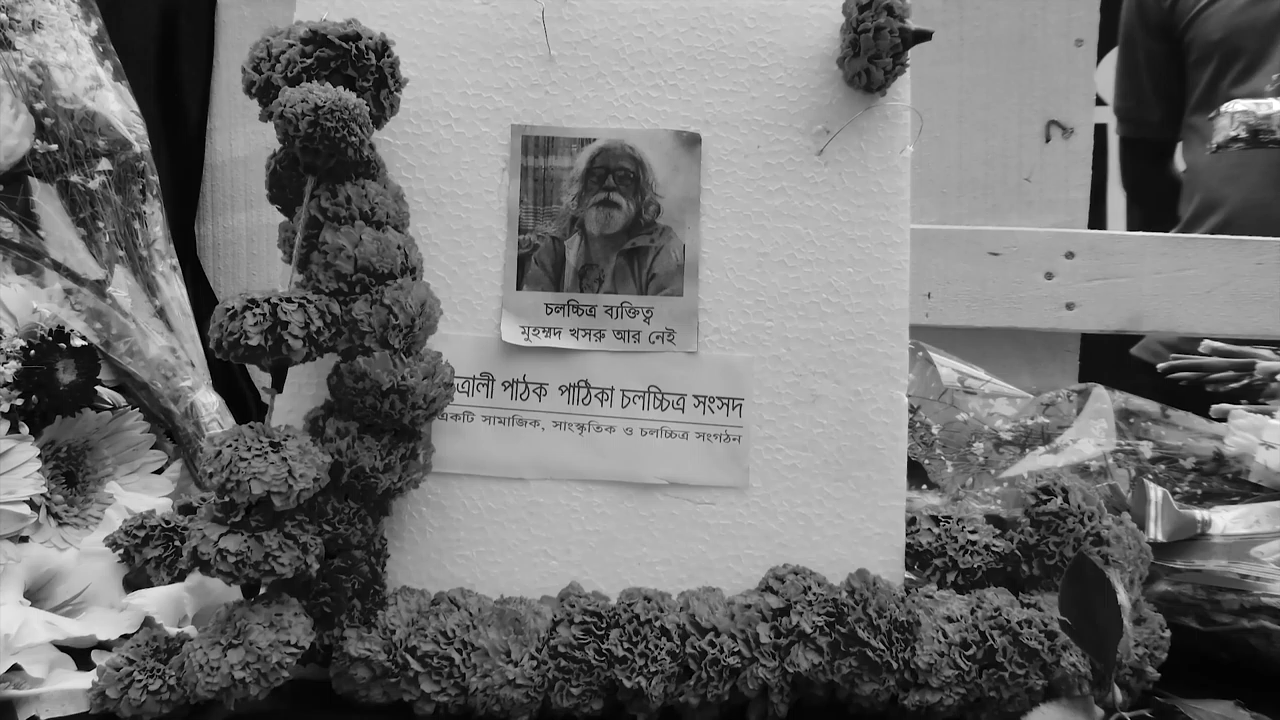 চলচ্চিত্র ব্যক্তিত্ব
মুহম্মদ খসরু আর নেই
ত্রালী পাঠক পাঠিকা চলচ্চিত্র সংসদ
একটি সামাজিক, সাংস্কৃতিক ও চলচ্চিত্র সংগঠন